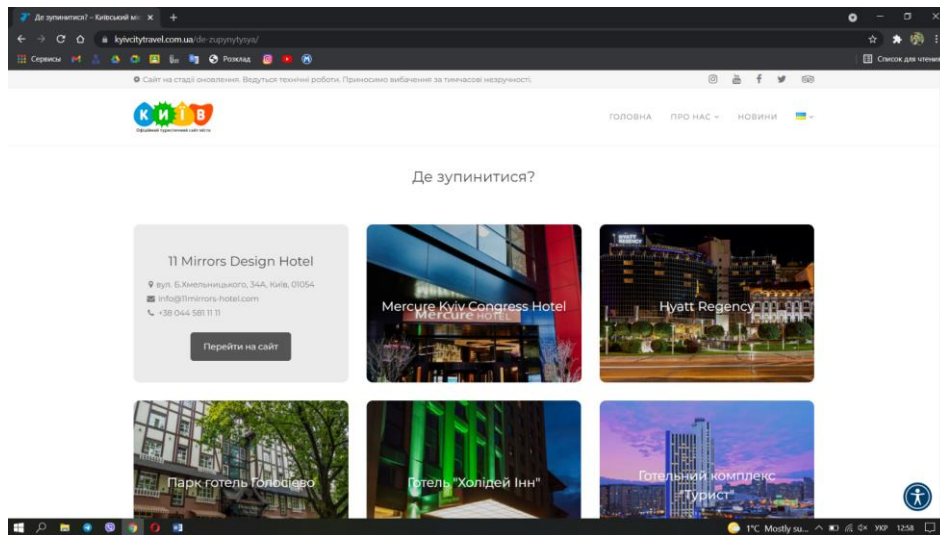 Де зупинитися? – Київський міс
kyivcitytravel.com.ua/de-zupynytysya/
Сервисы
Розклад
Список для чтения
Сайт на стадії оновлення. Ведуться технічні роботи. Приносимо вибачення за тимчасові незручності.
КИЇВ
Офіційний туристичний сайт міста
ГОЛОВНА ПРО НАС НОВИНИ
Де зупинитися?
11 Mirrors Design Hotel
вул. Б.Хмельницького, 34А, Київ, 01054
info@11mirrors-hotel.com
+38 044 581 11 11
Перейти на сайт
Mercure Kyiv Congress Hotel
Mercure HOTEL
HYATT REGENCY
Hyatt Regency
Парк готель Голосієво
Готель "Холідей Інн"
Готельний комплекс
"Турист"
1°C Mostly su... УКР 12:58